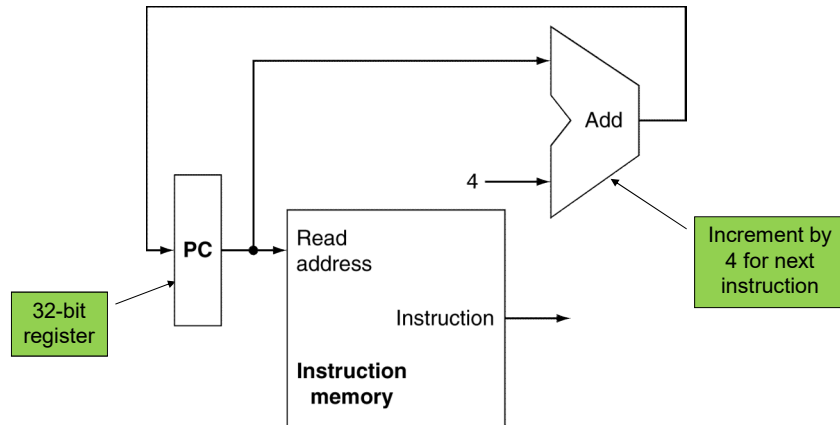 Add
4
Increment by
4 for next
instruction
PC
Read
address
32-bit
register
Instruction
Instruction
memory